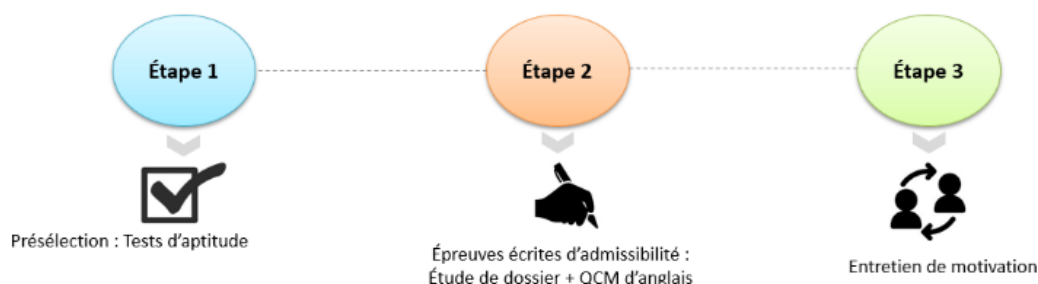 Étape 1
Étape 2
Étape 3
Présélection : Tests d'aptitude
Épreuves écrites d'admissibilité :
Étude de dossier + QCM d'anglais
Entretien de motivation